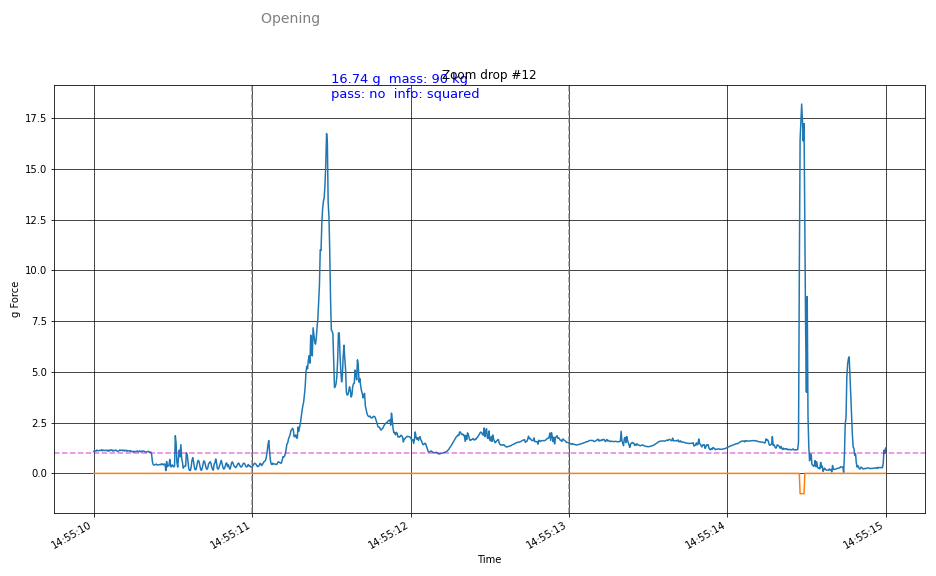 Opening
Zoom drop #12
16.74 g  mass: 90 kg
pass: no  info: squared
17.5
15.0
12.5
10.0
7.5
5.0
2.5
0.0
g Force
14:55:10
14:55:11
14:55:12
14:55:13
14:55:14
14:55:15
Time